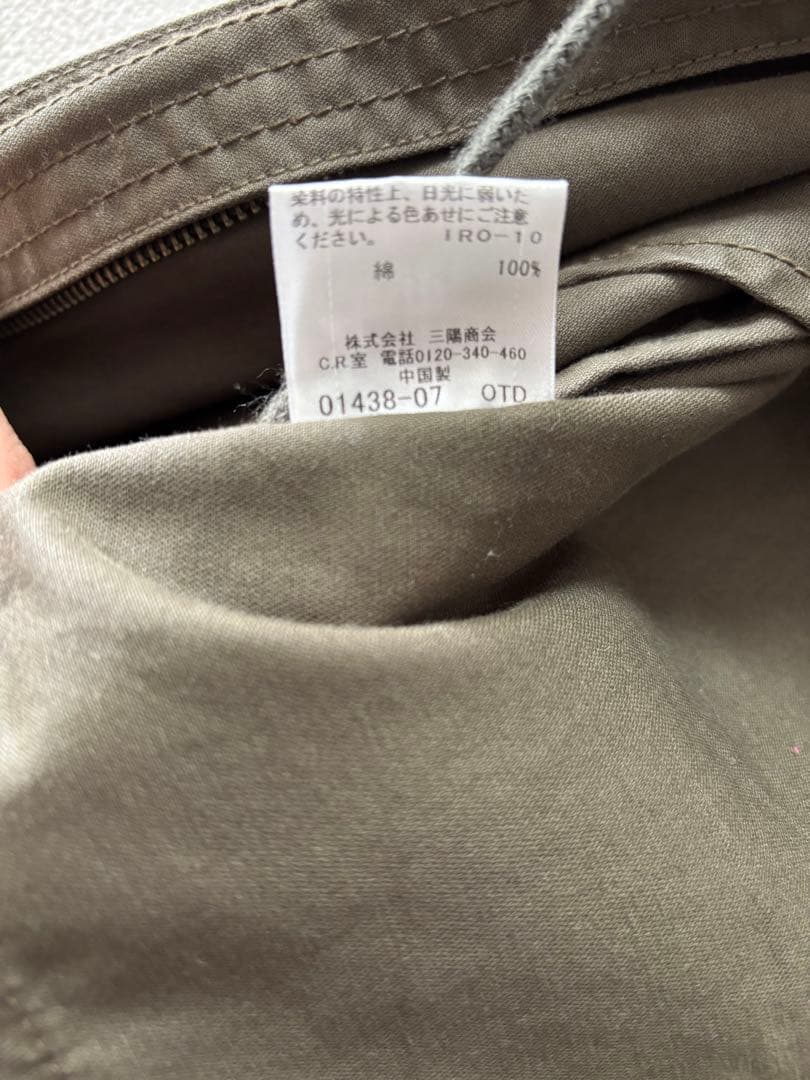 染料の特性上、日光に弱いた
め、光による色あせにご注意
ください。 IRO-10
綿 100%
株式会社 三陽商会
C.R室 電話0120-340-460
中国製
01438-07 OTD